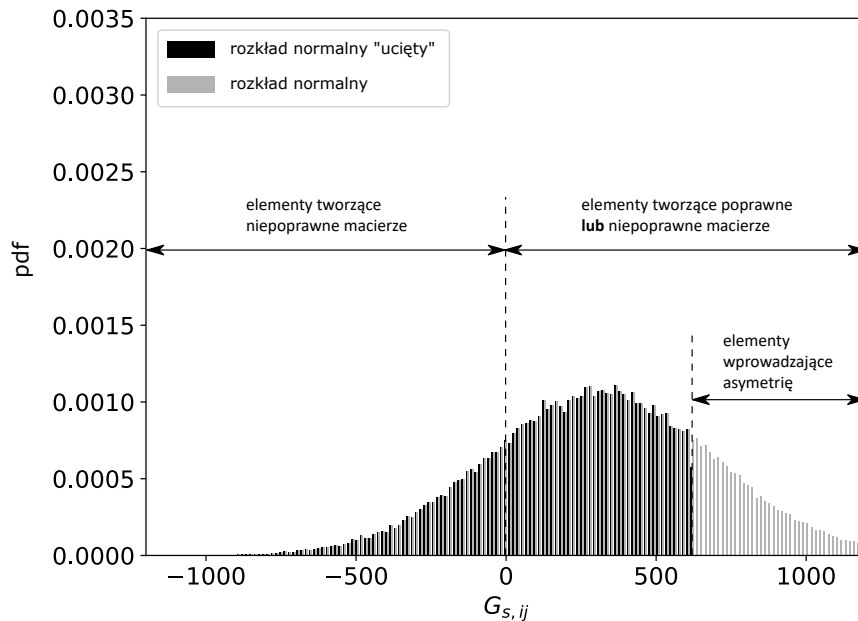 0.0035
rozkład normalny "ucięty"
rozkład normalny
0.0030
0.0025
elementy tworzące
niepoprawne macierze
elementy tworzące poprawne
lub niepoprawne macierze
0.0020
pdf
0.0015
elementy
wprowadzające
asymetrię
0.0010
0.0005
0.0000
−1000 −500 0 500 1000
G_{s, ij}